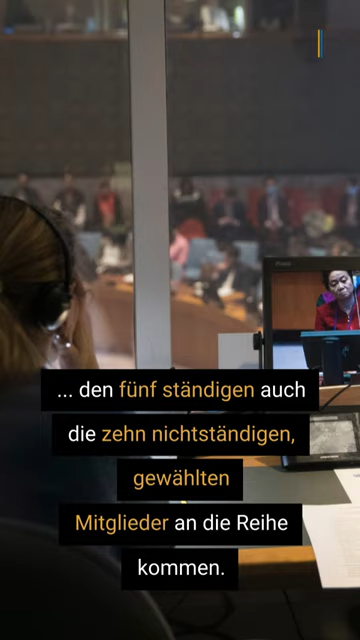 ... den fünf ständigen auch
die zehn nichtständigen,
gewählten
Mitglieder an die Reihe
kommen.